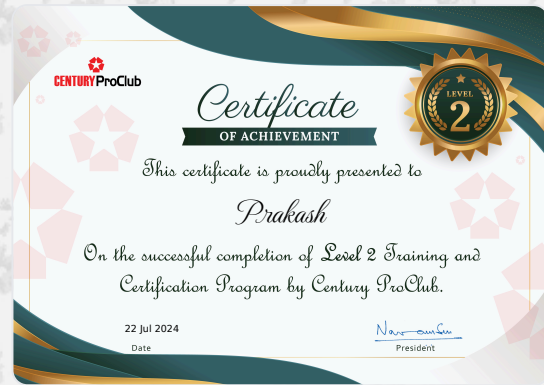 CENTURY ProClub
LEVEL
2
Certificate
OF ACHIEVEMENT
This certificate is proudly presented to
Prakash
On the successful completion of Level 2 Training and
Certification Program by Century ProClub.
22 Jul 2024
Date
President